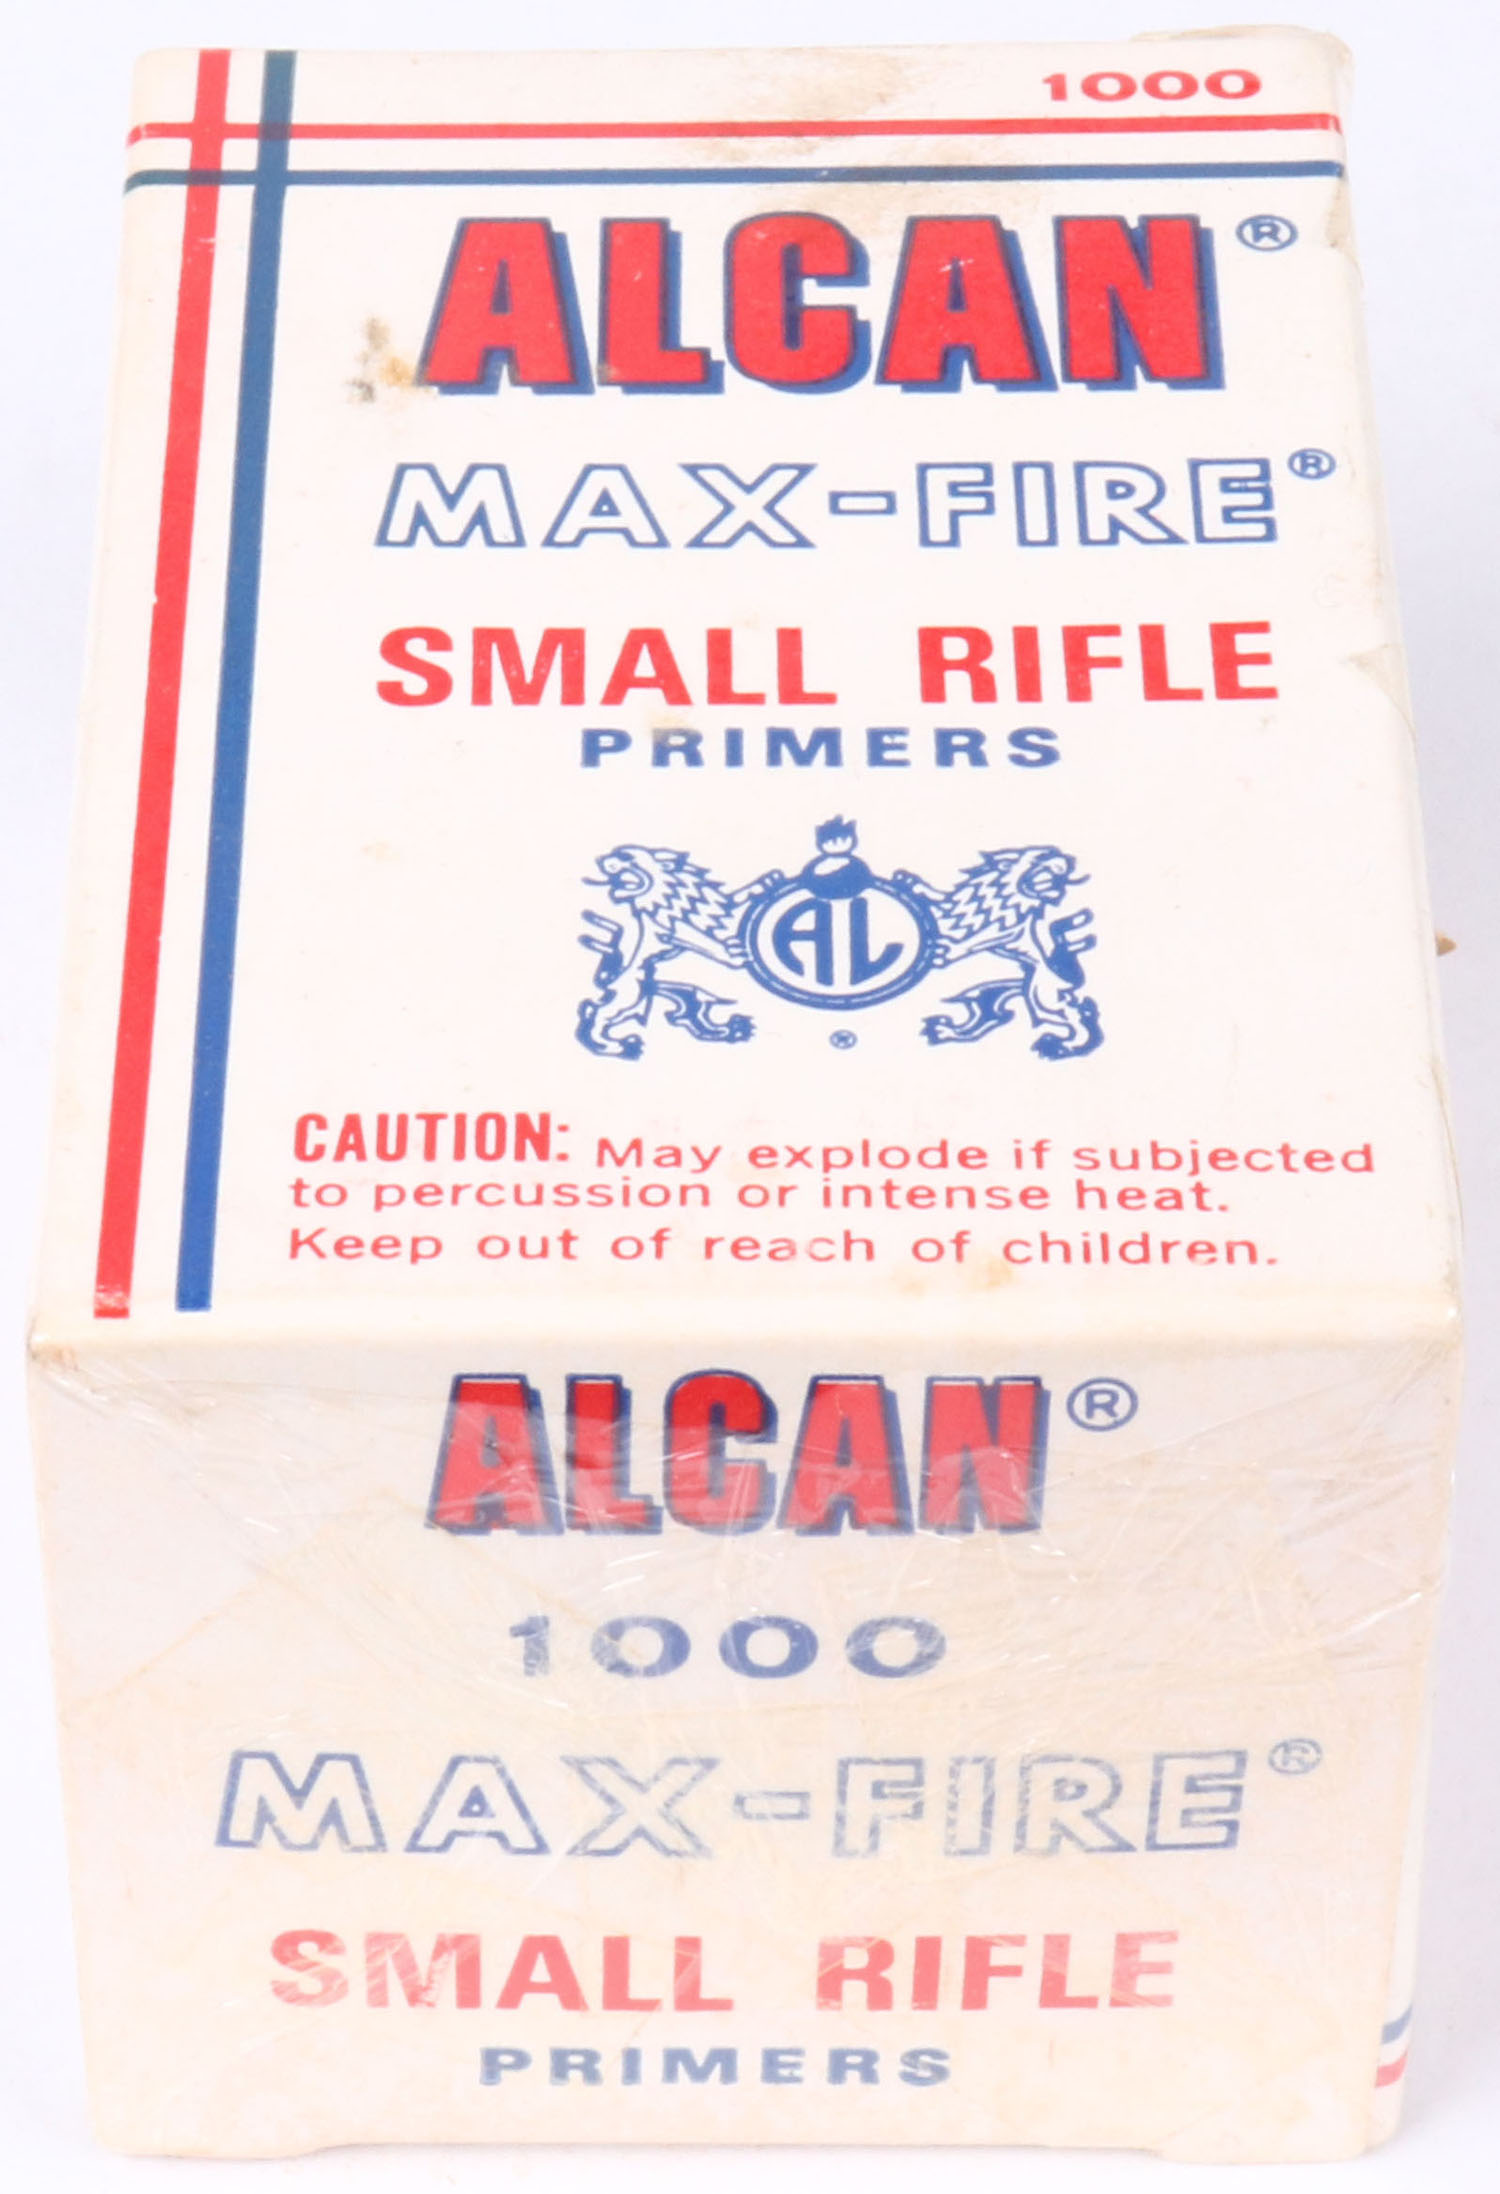 1000
ALCAN®
MAX-FIRE®
SMALL RIFLE
PRIMERS
AL
®
CAUTION: May explode if subjected
to percussion or intense heat.
Keep out of reach of children.
ALCAN®
1000
MAX-FIRE®
SMALL RIFLE
PRIMERS